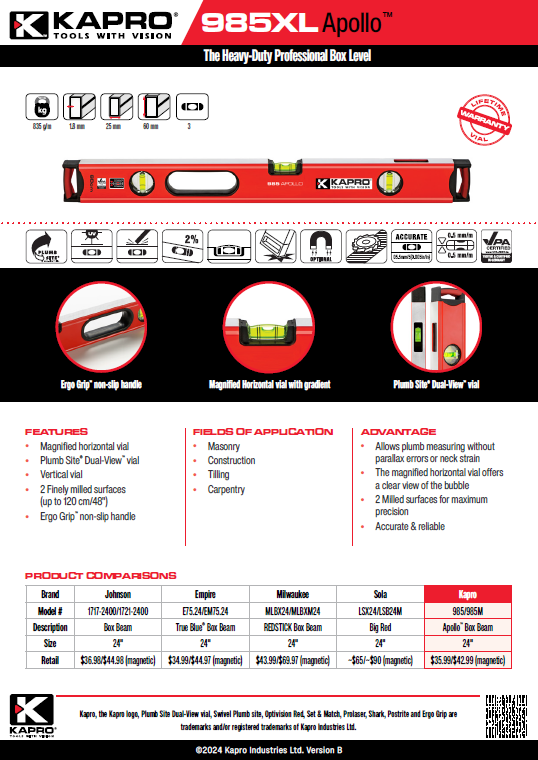 KAPRO®
TOOLS WITH VISION
985XL Apollo™
The Heavy-Duty Professional Box Level
kg
835 g/m
1.8 mm
25 mm
60 mm
3
LIFETIME
WARRANTY
VIAL
985 APOLLO
KAPRO
TOOLS WITH VISION
PLUMB SITE®
UV
2%
OPTIONAL
ACCURATE
0.5 mm/m
0.5 mm/m
VPA
CERTIFIED
Ergo Grip™ non-slip handle
Magnified Horizontal vial with gradient
Plumb Site® Dual-View™ vial
FEATURES
• Magnified horizontal vial
• Plumb Site® Dual-View™ vial
• Vertical vial
• 2 Finely milled surfaces
(up to 120 cm/48")
• Ergo Grip™ non-slip handle
FIELDS OF APPLICATION
• Masonry
• Construction
• Tilling
• Carpentry
ADVANTAGE
• Allows plumb measuring without
parallax errors or neck strain
• The magnified horizontal vial offers
a clear view of the bubble
• 2 Milled surfaces for maximum
precision
• Accurate & reliable
PRODUCT COMPARISONS
Brand Johnson Empire Milwaukee Sola Kapro
Model # 1717-2400/1721-2400 E75.24/EM75.24 MLBX24/MLBXM24 LSX24/LSB24M 985/985M
Description Box Beam True Blue® Box Beam REDSTICK Box Beam Big Red Apollo™ Box Beam
Size 24" 24" 24" 24" 24"
Retail $36.98/$44.98 (magnetic) $34.99/$44.97 (magnetic) $43.99/$69.97 (magnetic) ~$65/~$90 (magnetic) $35.99/$42.99 (magnetic)
KAPRO®
TOOLS WITH VISION
Kapro, the Kapro logo, Plumb Site Dual-View vial, Swivel Plumb site, Optivision Red, Set & Match, Prolaser, Shark, Postrite and Ergo Grip are
trademarks and/or registered trademarks of Kapro Industries Ltd.
©2024 Kapro Industries Ltd. Version B